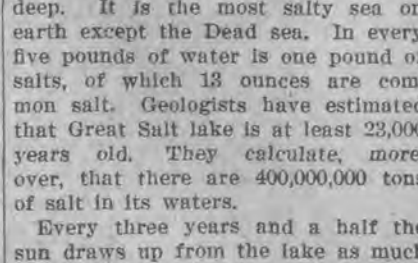 deep. It is the most salty sea on
earth except the Dead sea. In every
five pounds of water is one pound o
salts, of which 13 ounces are com
mon salt. Geologists have estimate
that Great Salt lake is at least 23,000
years old. They calculate, more
over, that there are 400,000,000 tons
of salt in its waters.
Every three years and a half the
sun draws up from the lake as much